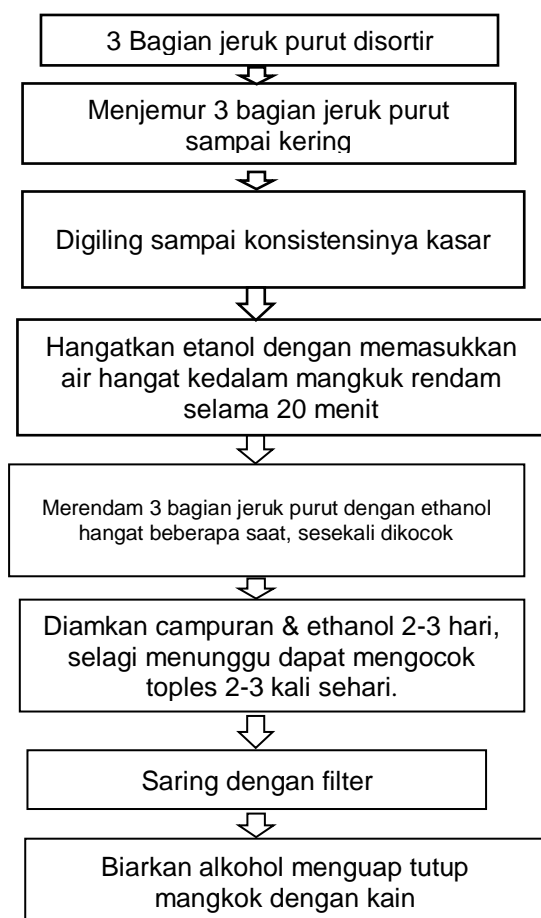 3 Bagian jeruk purut disortir
Menjemur 3 bagian jeruk purut
sampai kering
Digiling sampai konsistensinya kasar
Hangatkan etanol dengan memasukkan
air hangat kedalam mangkuk rendam
selama 20 menit
Merendam 3 bagian jeruk purut dengan ethanol
hangat beberapa saat, sesekali dikocok
Diamkan campuran & ethanol 2-3 hari,
selagi menunggu dapat mengocok
toples 2-3 kali sehari.
Saring dengan filter
Biarkan alkohol menguap tutup
mangkok dengan kain